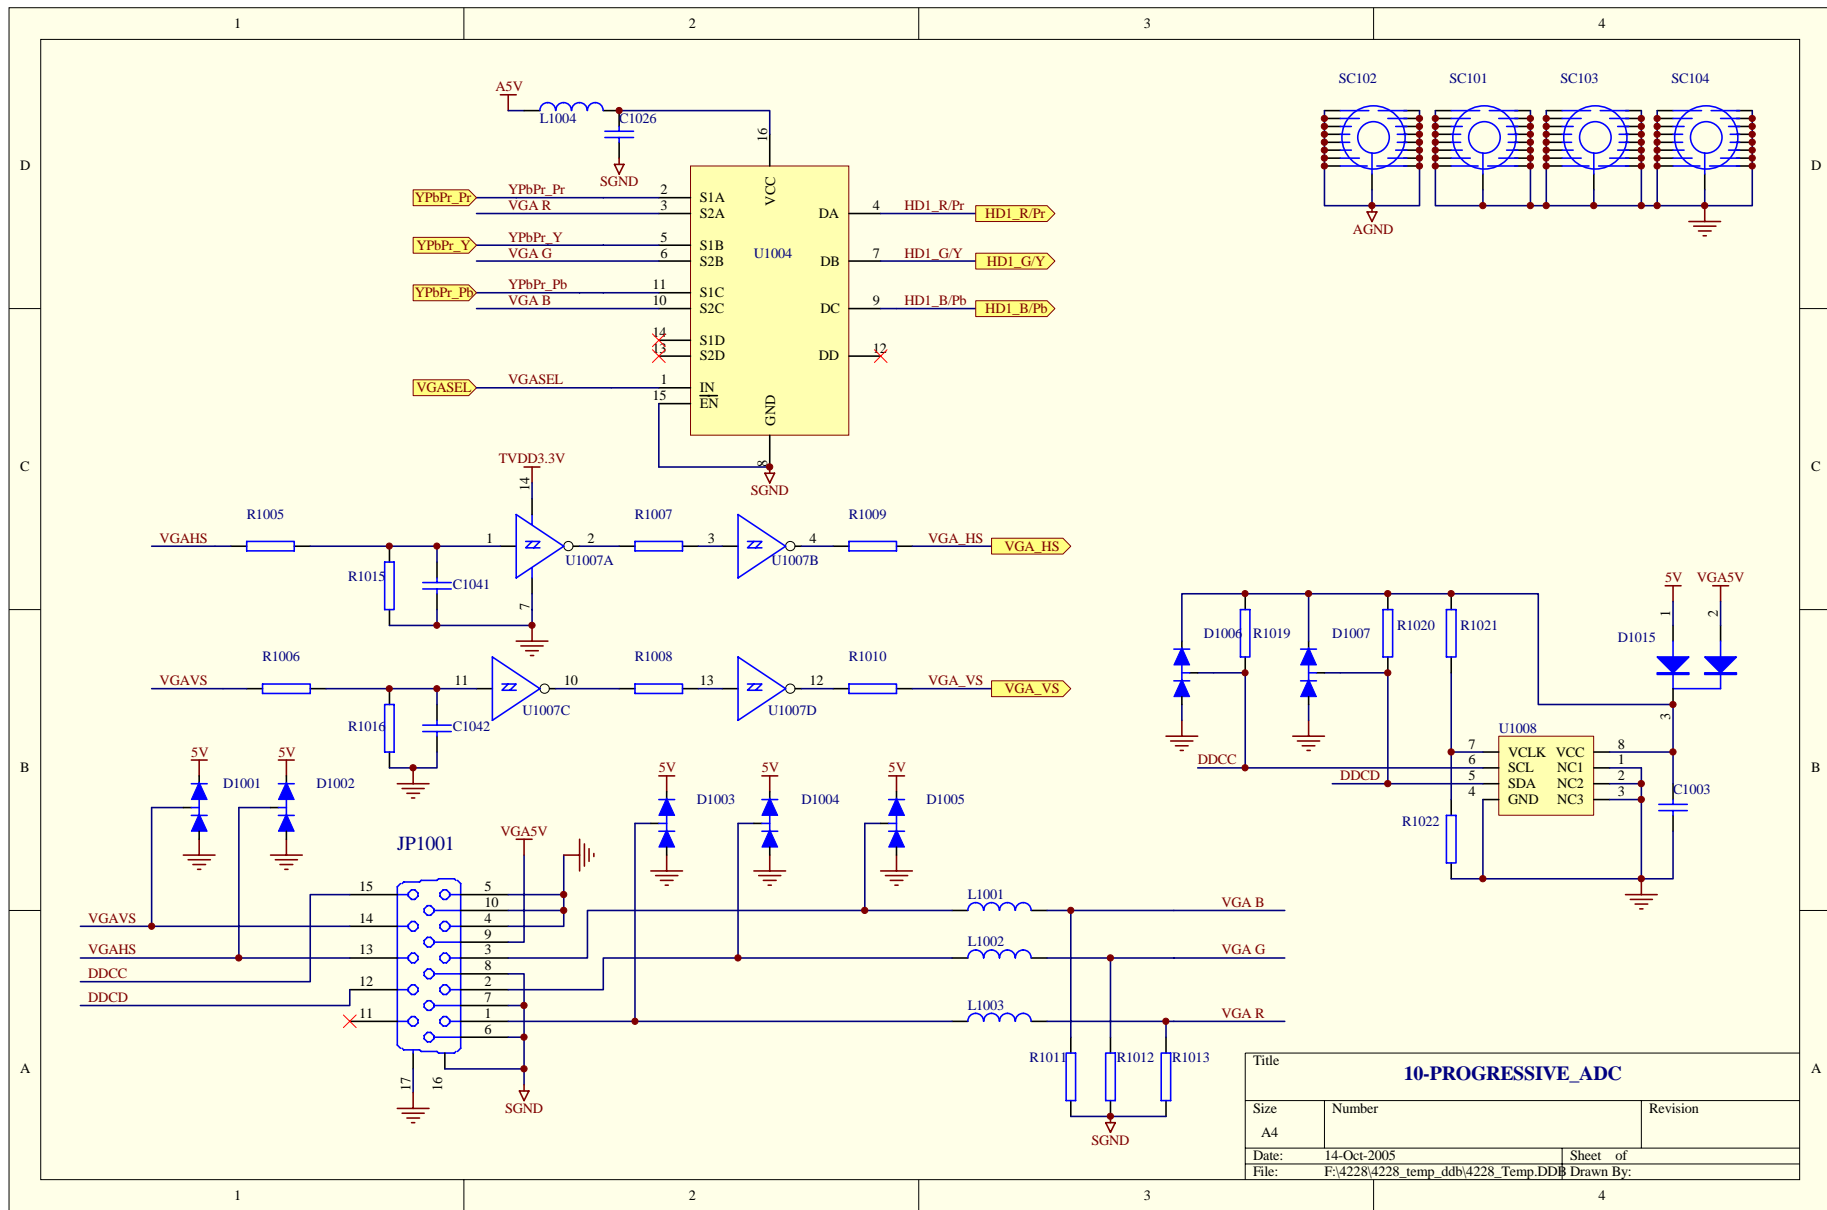 1 2 3 4
D D
C C
B B
A A
1 2 3 4
A5V
L1004
C1026
SGND
16
VCC
YPbPr_Pr YPbPr_Pr 2 S1A
VGA R 3 S2A
YPbPr_Y YPbPr_Y 5 S1B
VGA G 6 S2B
YPbPr_Pb YPbPr_Pb 11 S1C
VGA B 10 S2C
14 S1D
13 S2D
VGASEL VGASEL 1 IN
15 EN
U1004
DA 4 HD1_R/Pr HD1_R/Pr
DB 7 HD1_G/Y HD1_G/Y
DC 9 HD1_B/Pb HD1_B/Pb
DD 12
GND
8
SGND
SC102 SC101 SC103 SC104
AGND
TVDD3.3V
14
VGAHS R1005 1 2 R1007 3 4 R1009 VGA_HS VGA_HS
U1007A U1007B
R1015 C1041
7
VGAVS R1006 11 10 R1008 13 12 R1010 VGA_VS VGA_VS
U1007C U1007D
R1016 C1042
5V 5V
D1001 D1002
5V 5V 5V
D1003 D1004 D1005
JP1001
VGA5V
15 5
10
VGAVS 14 4
9
VGAHS 13 3
DDCC 8
12 2
DDCD 7
11 1
6
17 16
SGND
L1001 VGA B
L1002 VGA G
L1003 VGA R
R1011 R1012 R1013
SGND
5V VGA5V
1 2
D1006 R1019 D1007 R1020 R1021 D1015
3
U1008
DDCC
DDCD
7 VCLK VCC 8
6 SCL NC1 1
5 SDA NC2 2
4 GND NC3 3
C1003
R1022
Title
10-PROGRESSIVE_ADC
Size Number Revision
A4
Date: 14-Oct-2005 Sheet of
File: F:\4228\4228_temp_ddb\4228_Temp.DDB Drawn By: